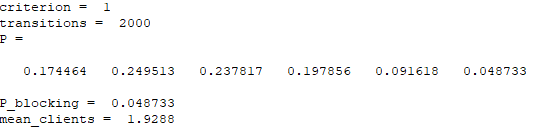 criterion =  1
transitions =  2000
P =
0.174464   0.249513   0.237817   0.197856   0.091618   0.048733
P_blocking =  0.048733
mean_clients =  1.9288